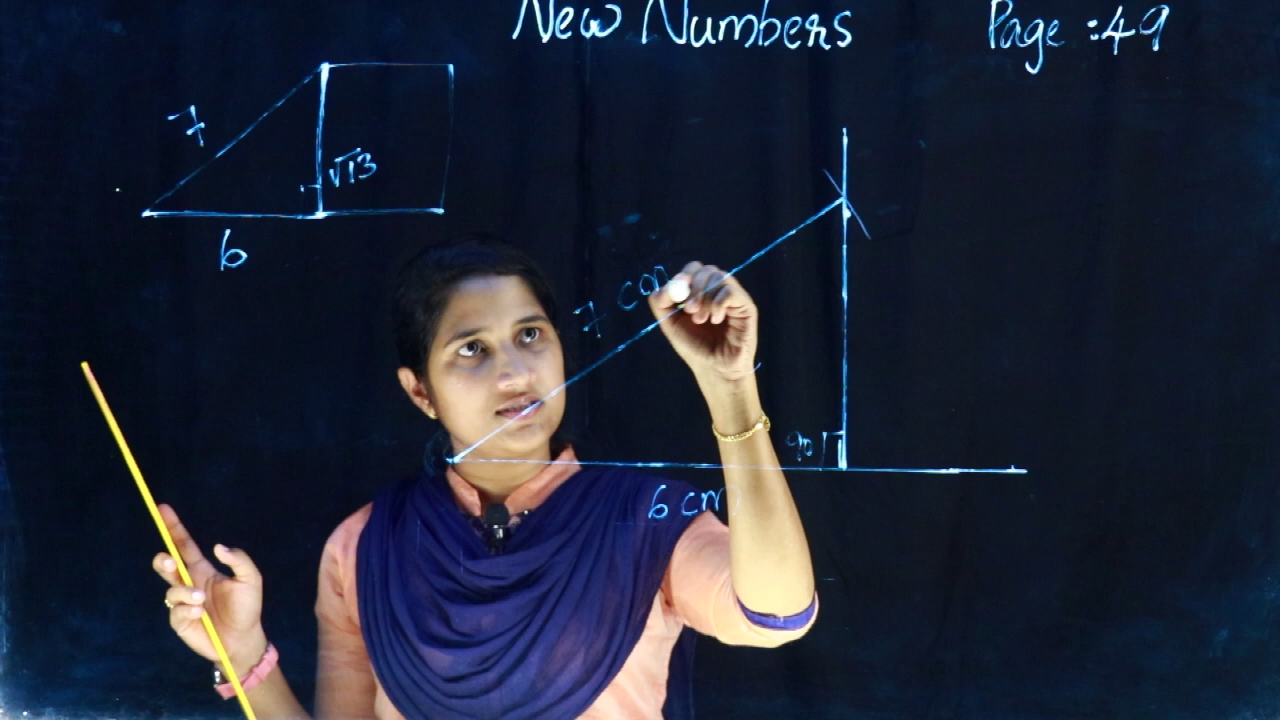 New Numbers
Page :49
7
√13
6
7 cm
90
6 cm